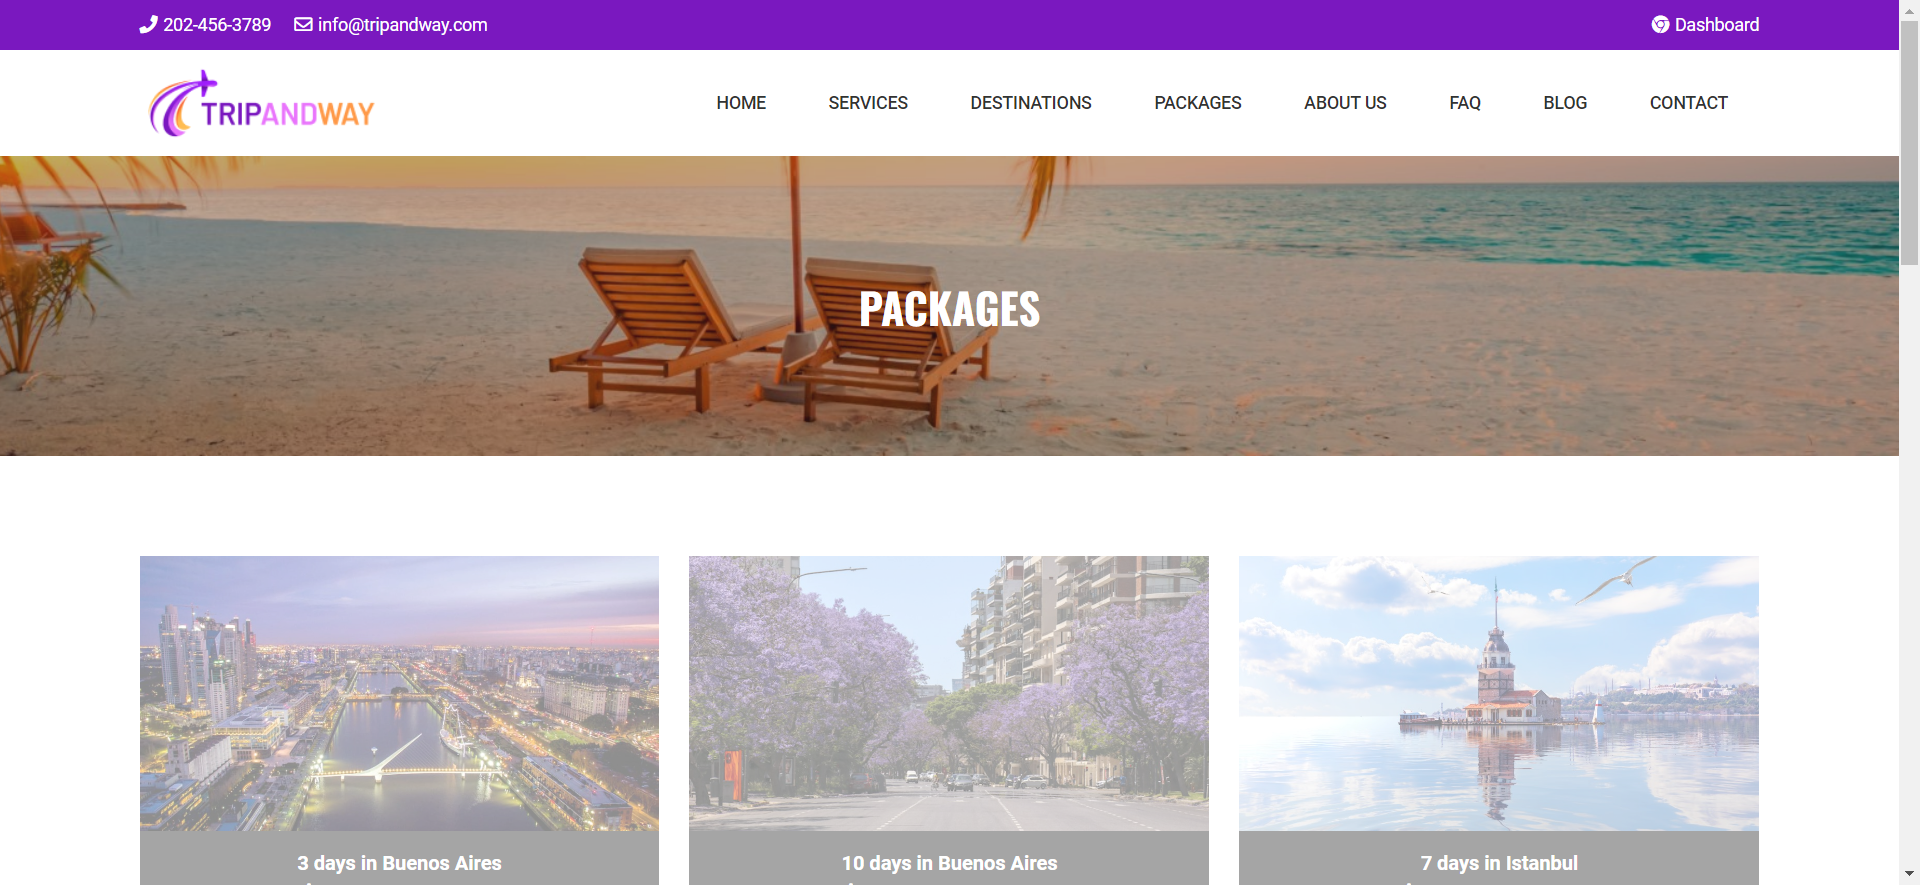 202-456-3789 info@tripandway.com Dashboard
TRIPANDWAY
HOME SERVICES DESTINATIONS PACKAGES ABOUT US FAQ BLOG CONTACT
PACKAGES
3 days in Buenos Aires
10 days in Buenos Aires
7 days in Istanbul